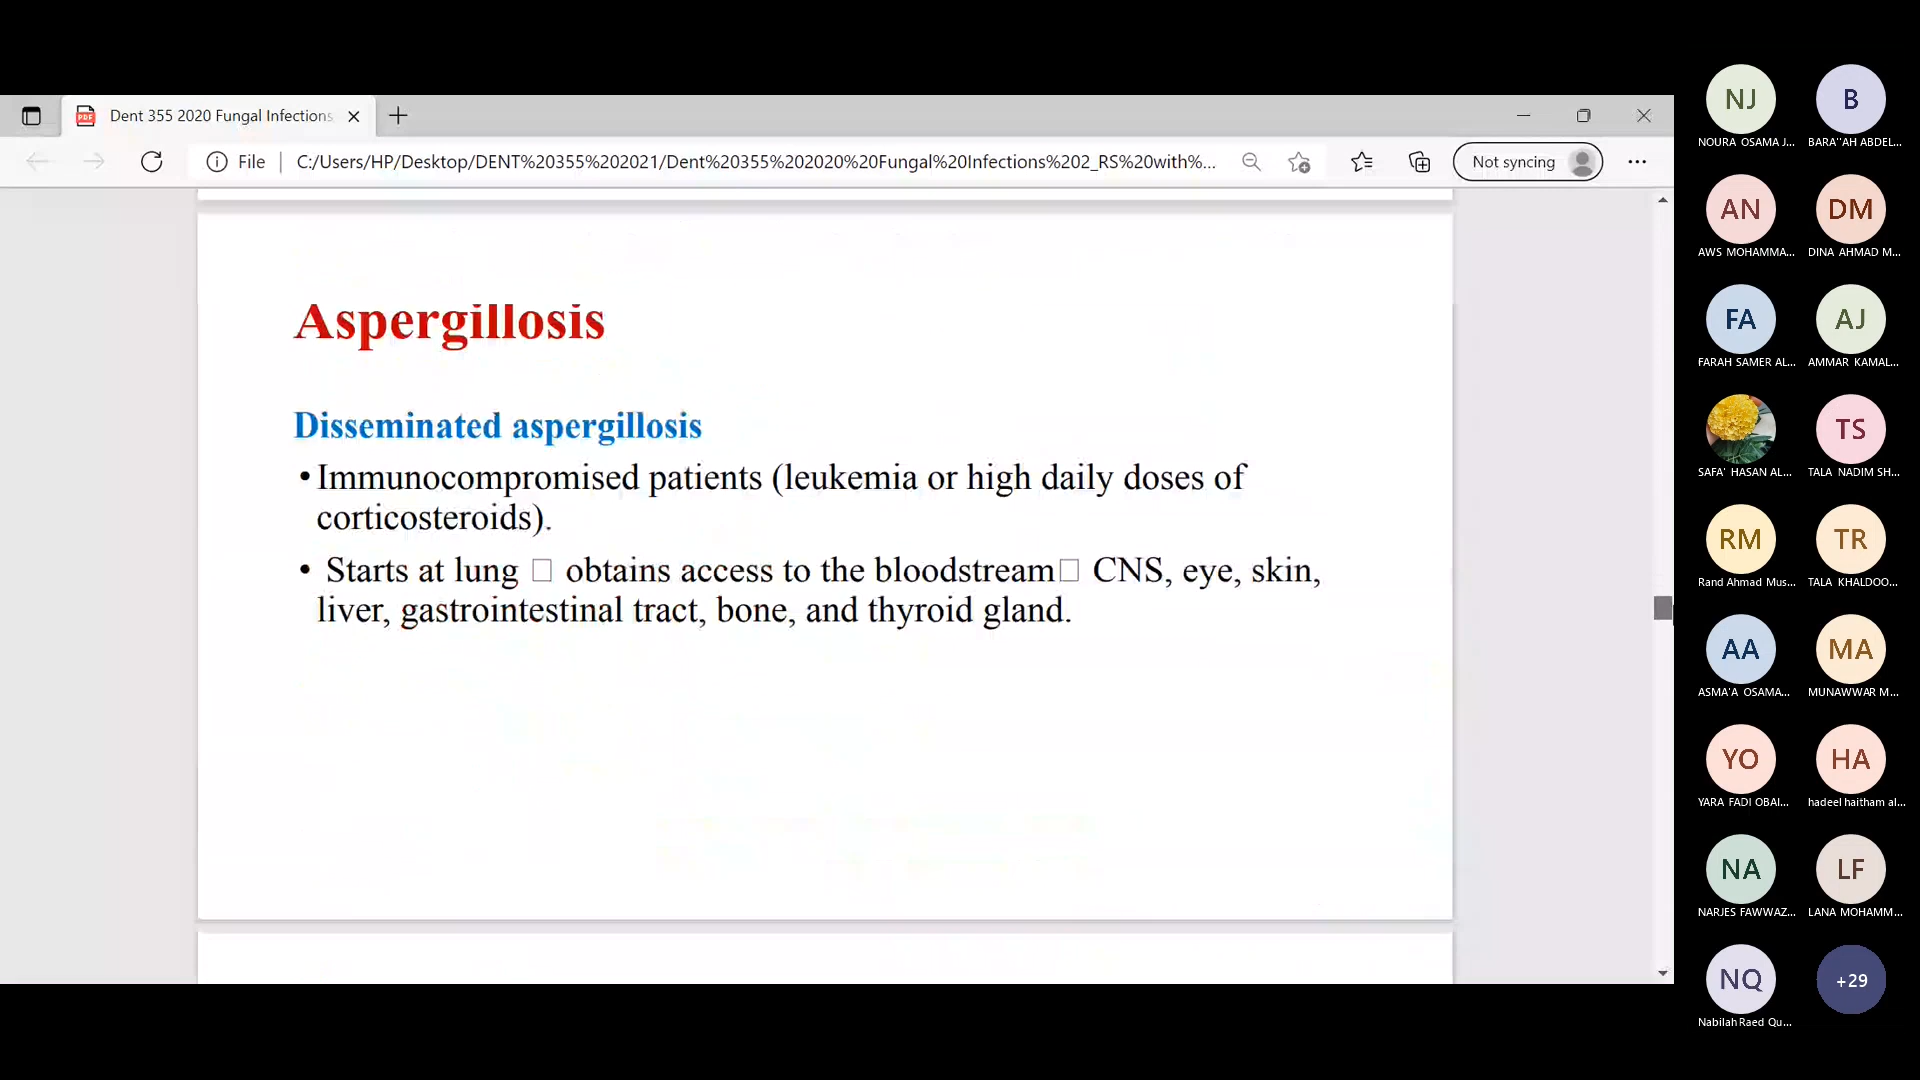 Dent 355 2020 Fungal Infections
File
C:/Users/HP/Desktop/DENT%20355%202021/Dent%20355%202020%20Fungal%20Infections%202_RS%20with%...
Not syncing
Aspergillosis
Disseminated aspergillosis
• Immunocompromised patients (leukemia or high daily doses of
corticosteroids).
• Starts at lung □ obtains access to the bloodstream□ CNS, eye, skin,
liver, gastrointestinal tract, bone, and thyroid gland.
NJ B
NOURA OSAMA J... BARA''AH ABDEL...
AN DM
AWS MOHAMMA... DINA AHMAD M...
FA AJ
FARAH SAMER AL... AMMAR KAMAL...
TS
SAFA' HASAN AL... TALA NADIM SH...
RM TR
Rand Ahmad Mus... TALA KHALDOO...
AA MA
ASMA'A OSAMA... MUNAWWAR M...
YO HA
YARA FADI OBAI... hadeel haitham al...
NA LF
NARJES FAWWAZ... LANA MOHAMM...
NQ +29
Nabilah Raed Qu...